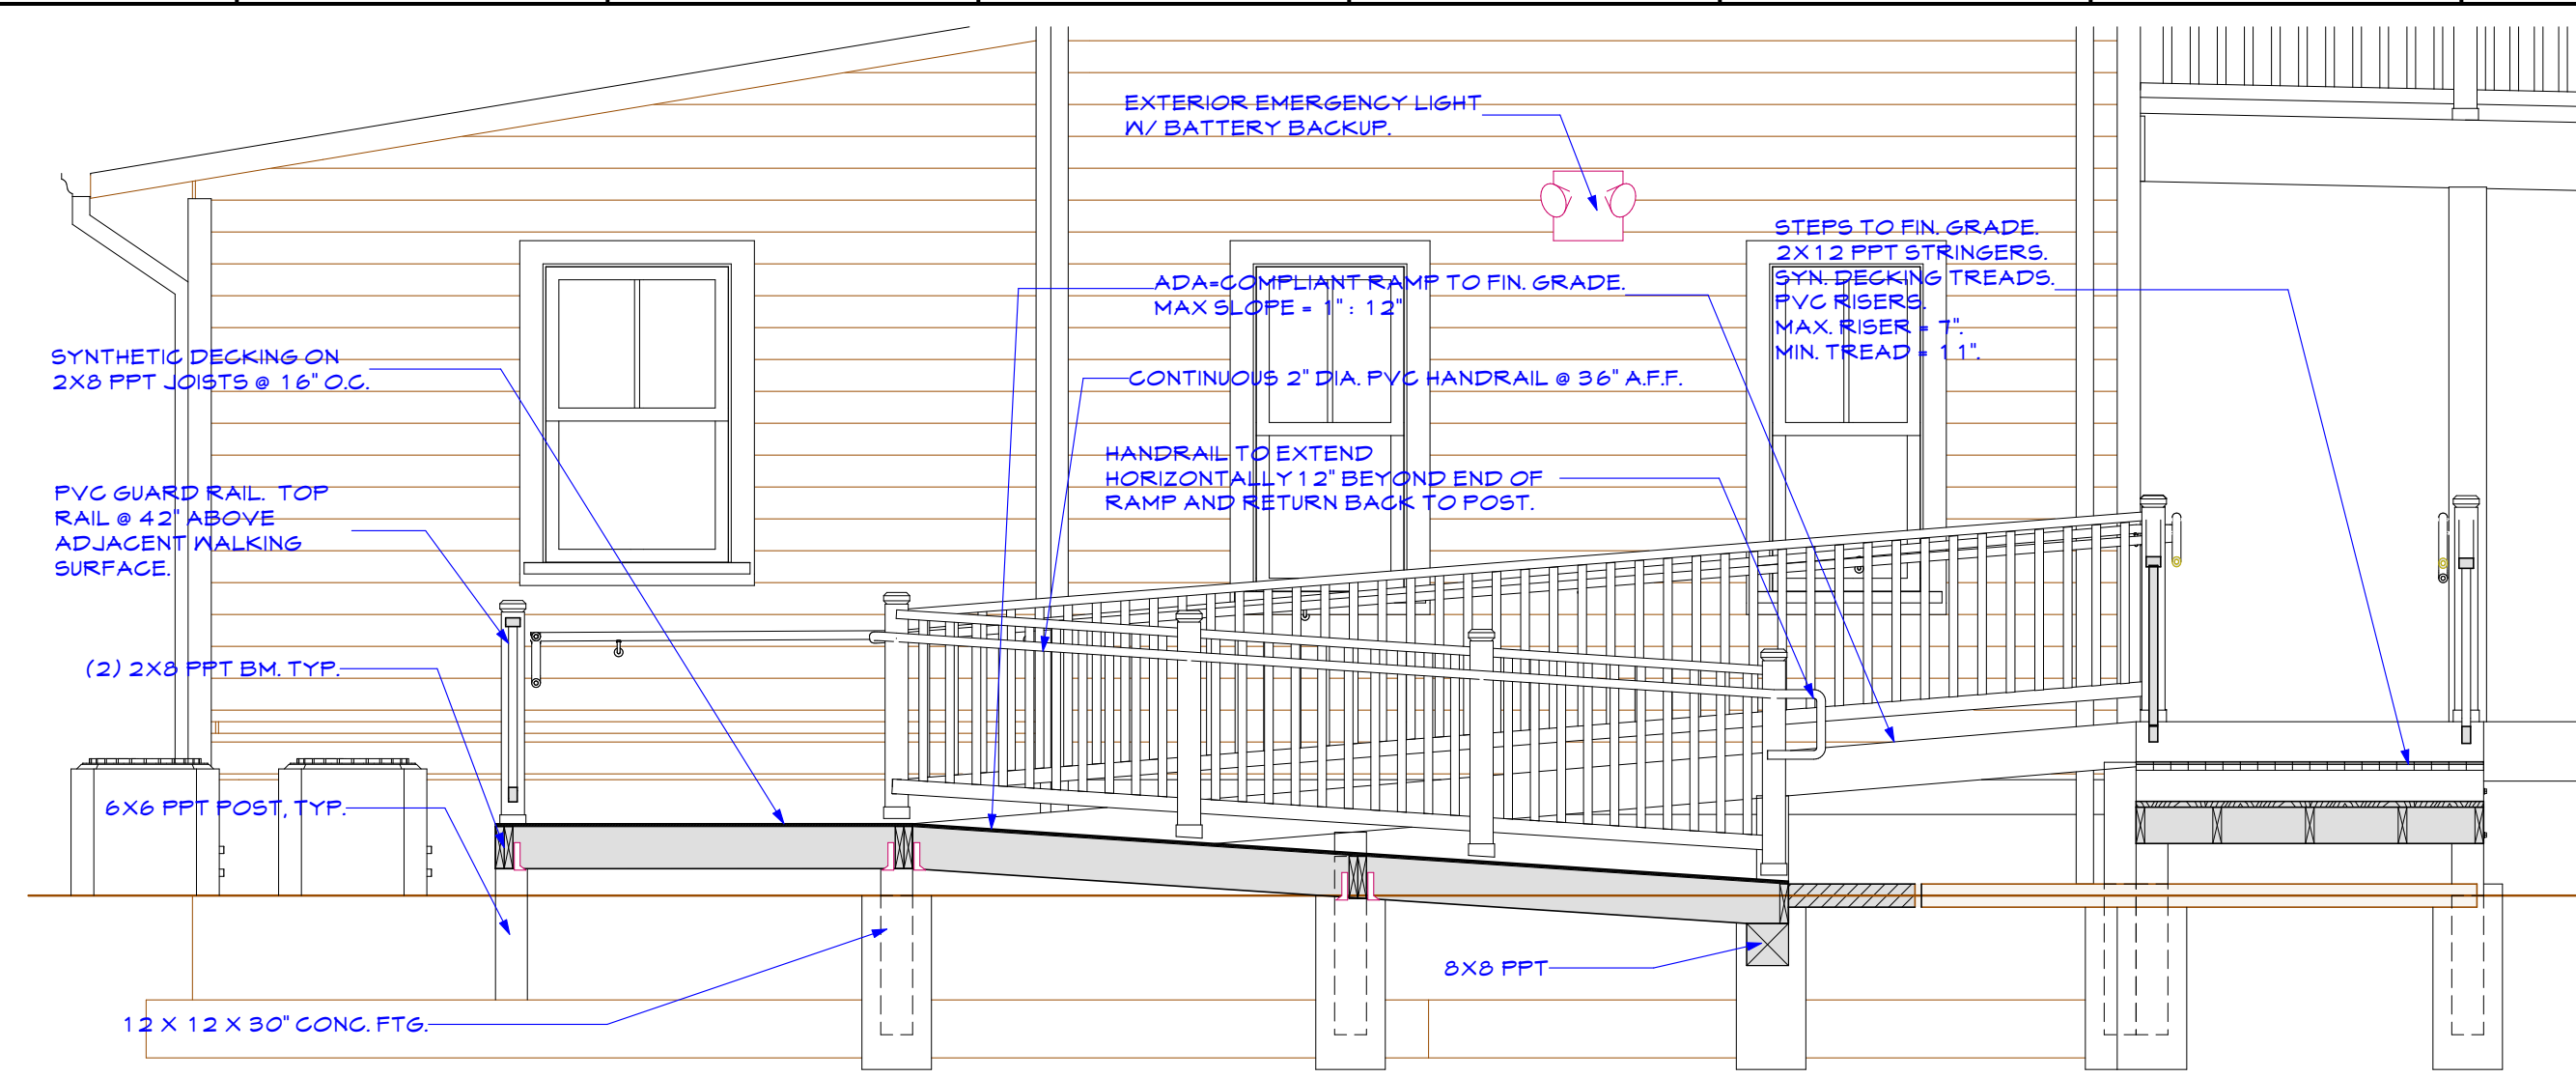 EXTERIOR EMERGENCY LIGHT
W/ BATTERY BACKUP.
STEPS TO FIN. GRADE.
2X12 PPT STRINGERS.
SYN. DECKING TREADS.
PVC RISERS.
MAX. RISER = 7".
MIN. TREAD = 11".
ADA=COMPLIANT RAMP TO FIN. GRADE.
MAX SLOPE = 1" : 12"
SYNTHETIC DECKING ON
2X8 PPT JOISTS @ 16" O.C.
CONTINUOUS 2" DIA. PVC HANDRAIL @ 36" A.F.F.
HANDRAIL TO EXTEND
HORIZONTALLY 12" BEYOND END OF
RAMP AND RETURN BACK TO POST.
PVC GUARD RAIL. TOP
RAIL @ 42" ABOVE
ADJACENT WALKING
SURFACE.
(2) 2X8 PPT BM. TYP.
6X6 PPT POST, TYP.
8X8 PPT
12 X 12 X 30" CONC. FTG.